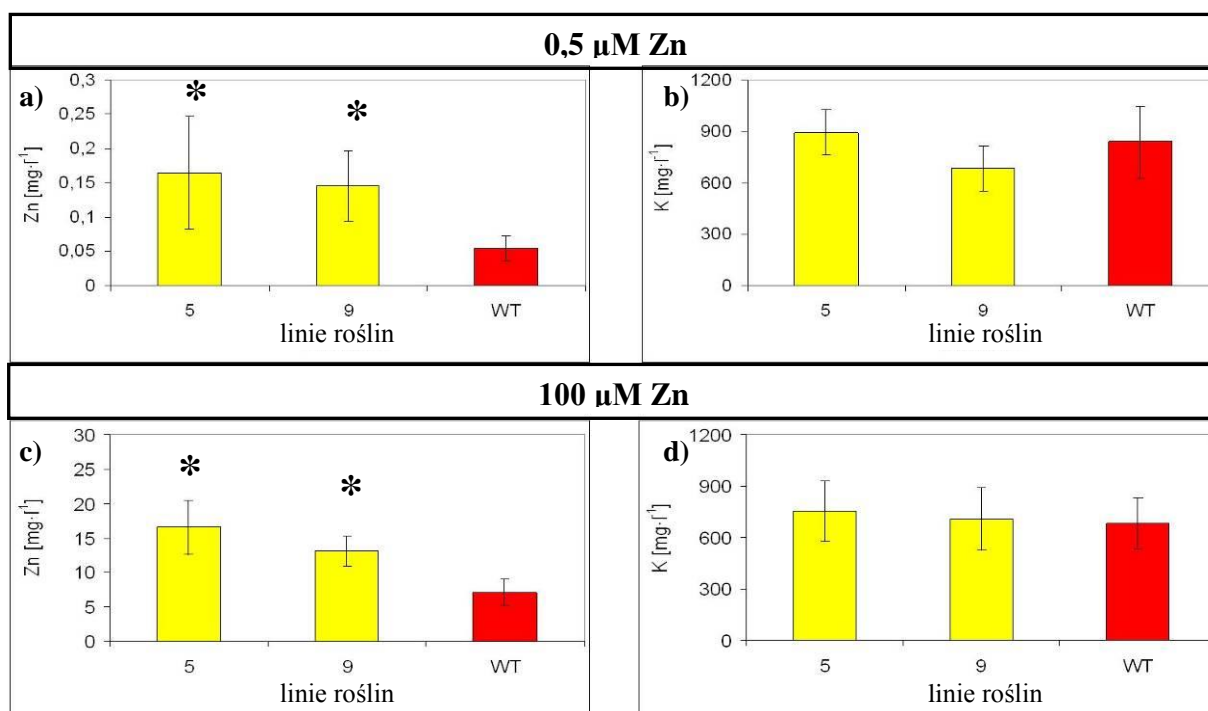 0,5 µM Zn
a)
Zn [mg·l⁻¹]
0,3
0,25
0,2
0,15
0,1
0,05
0
*
*
5
9
WT
linie roślin
b)
K [mg·l⁻¹]
1200
900
600
300
0
5
9
WT
linie roślin
100 µM Zn
c)
Zn [mg·l⁻¹]
30
25
20
15
10
5
0
*
*
5
9
WT
linie roślin
d)
K [mg·l⁻¹]
1200
900
600
300
0
5
9
WT
linie roślin